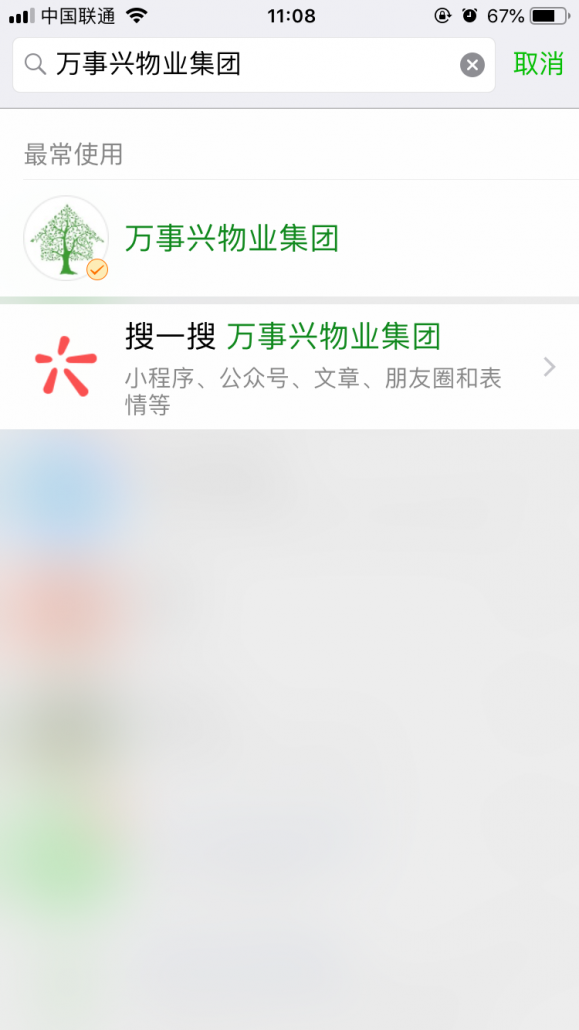 中国联通 11:08 67%
万事兴物业集团 取消
最常使用
万事兴物业集团
搜一搜 万事兴物业集团
小程序、公众号、文章、朋友圈和表
情等